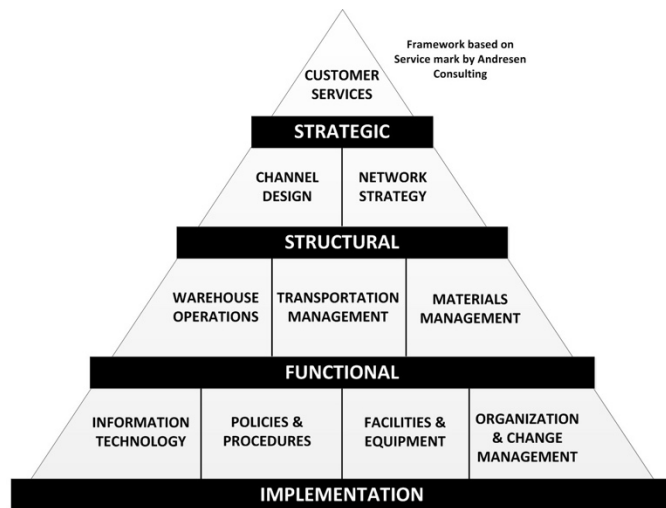 Framework based on
Service mark by Andresen
Consulting
CUSTOMER
SERVICES
STRATEGIC
CHANNEL
DESIGN
NETWORK
STRATEGY
STRUCTURAL
WAREHOUSE
OPERATIONS
TRANSPORTATION
MANAGEMENT
MATERIALS
MANAGEMENT
FUNCTIONAL
INFORMATION
TECHNOLOGY
POLICIES &
PROCEDURES
FACILITIES &
EQUIPMENT
ORGANIZATION
& CHANGE
MANAGEMENT
IMPLEMENTATION